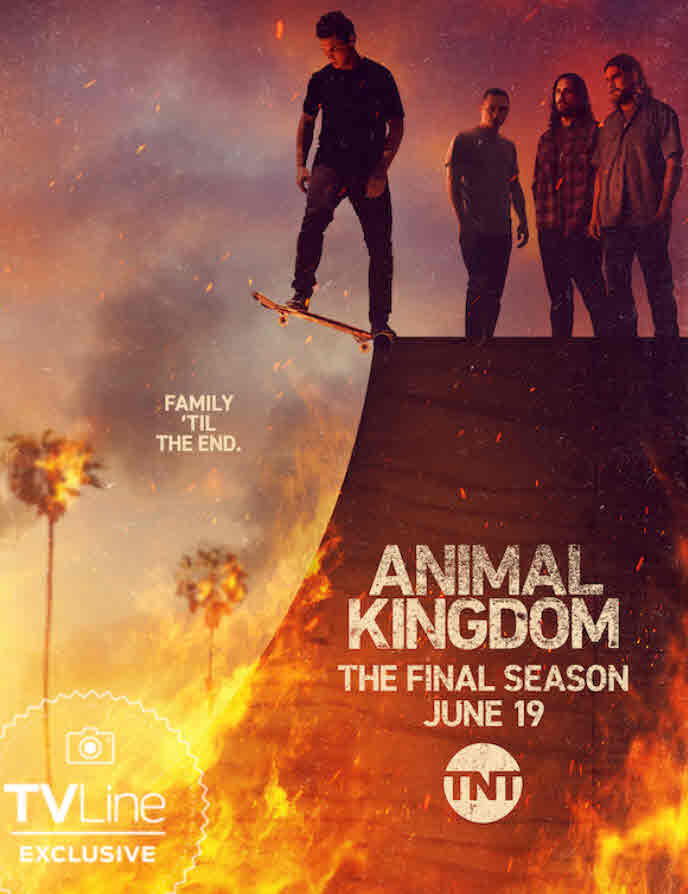 FAMILY
'TIL
THE END.
ANIMAL
KINGDOM
THE FINAL SEASON
JUNE 19
TNT
TVLine
EXCLUSIVE